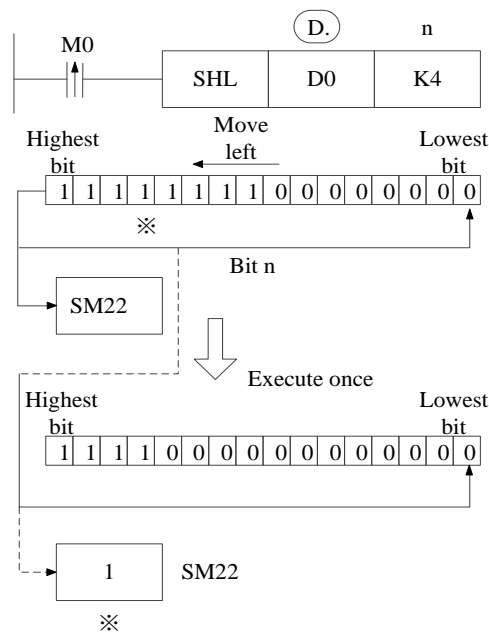 D. n
M0
SHL D0 K4
Move
left
Highest
bit
Lowest
bit
1 1 1 1 1 1 1 1 0 0 0 0 0 0 0 0
※
Bit n
SM22
Execute once
Highest
bit
Lowest
bit
1 1 1 1 0 0 0 0 0 0 0 0 0 0 0 0
1 SM22
※